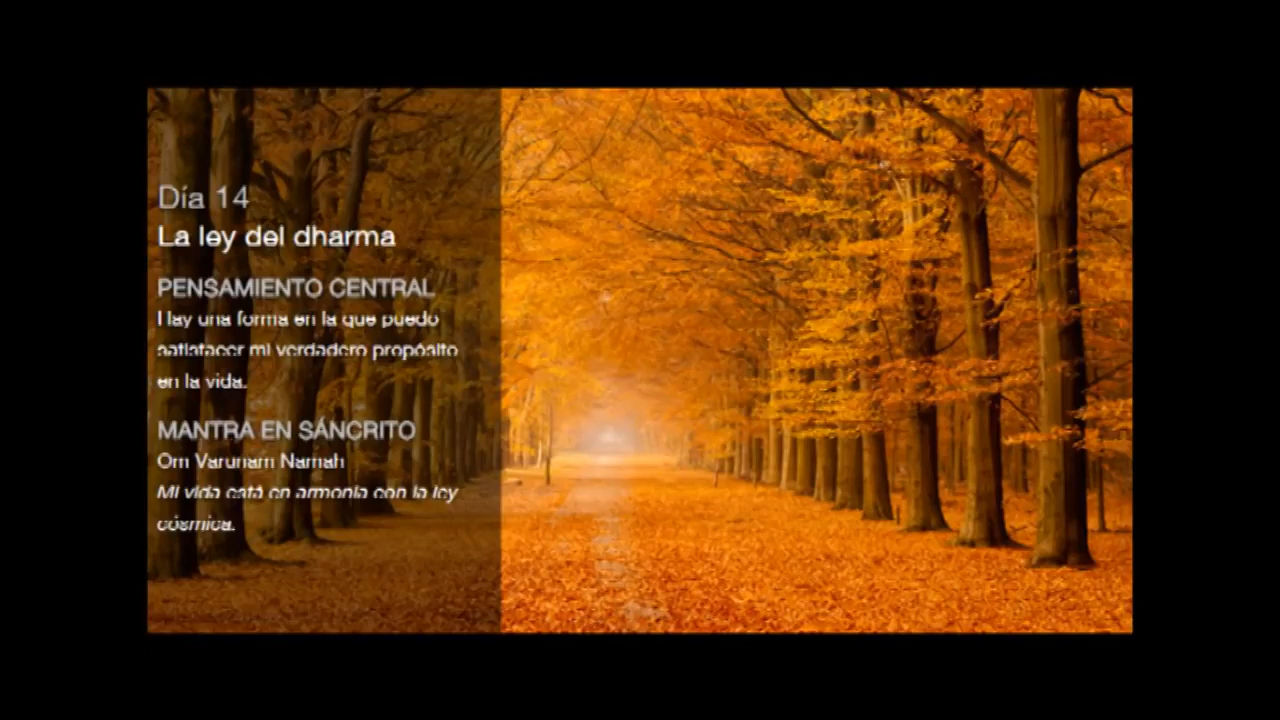 Día 14
La ley del dharma
PENSAMIENTO CENTRAL
Hay una forma en la que puedo
satisfacer mi verdadero propósito
en la vida.
MANTRA EN SÁNCRITO
Om Varunam Namah
Mi vida está en armonía con la ley
cósmica.